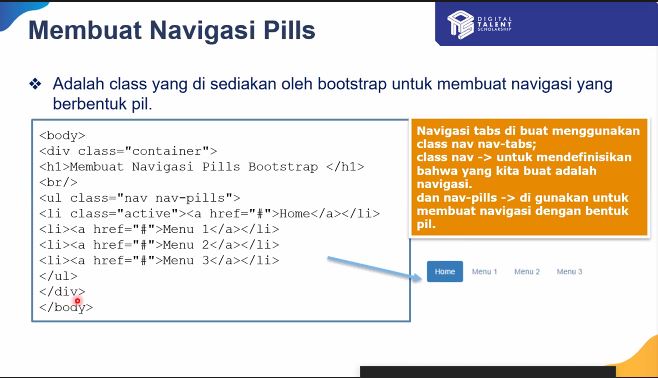 Membuat Navigasi Pills
DIGITAL
TALENT
SCHOLARSHIP
❖ Adalah class yang di sediakan oleh bootstrap untuk membuat navigasi yang
berbentuk pil.
<body>
<div class="container">
<h1>Membuat Navigasi Pills Bootstrap </h1>
<br/>
<ul class="nav nav-pills">
<li class="active"><a href="#">Home</a></li>
<li><a href="#">Menu 1</a></li>
<li><a href="#">Menu 2</a></li>
<li><a href="#">Menu 3</a></li>
</ul>
</div>
</body>
Navigasi tabs di buat menggunakan
class nav nav-tabs;
class nav -> untuk mendefinisikan
bahwa yang kita buat adalah
navigasi.
dan nav-pills -> di gunakan untuk
membuat navigasi dengan bentuk
pil.
Home Menu 1 Menu 2 Menu 3